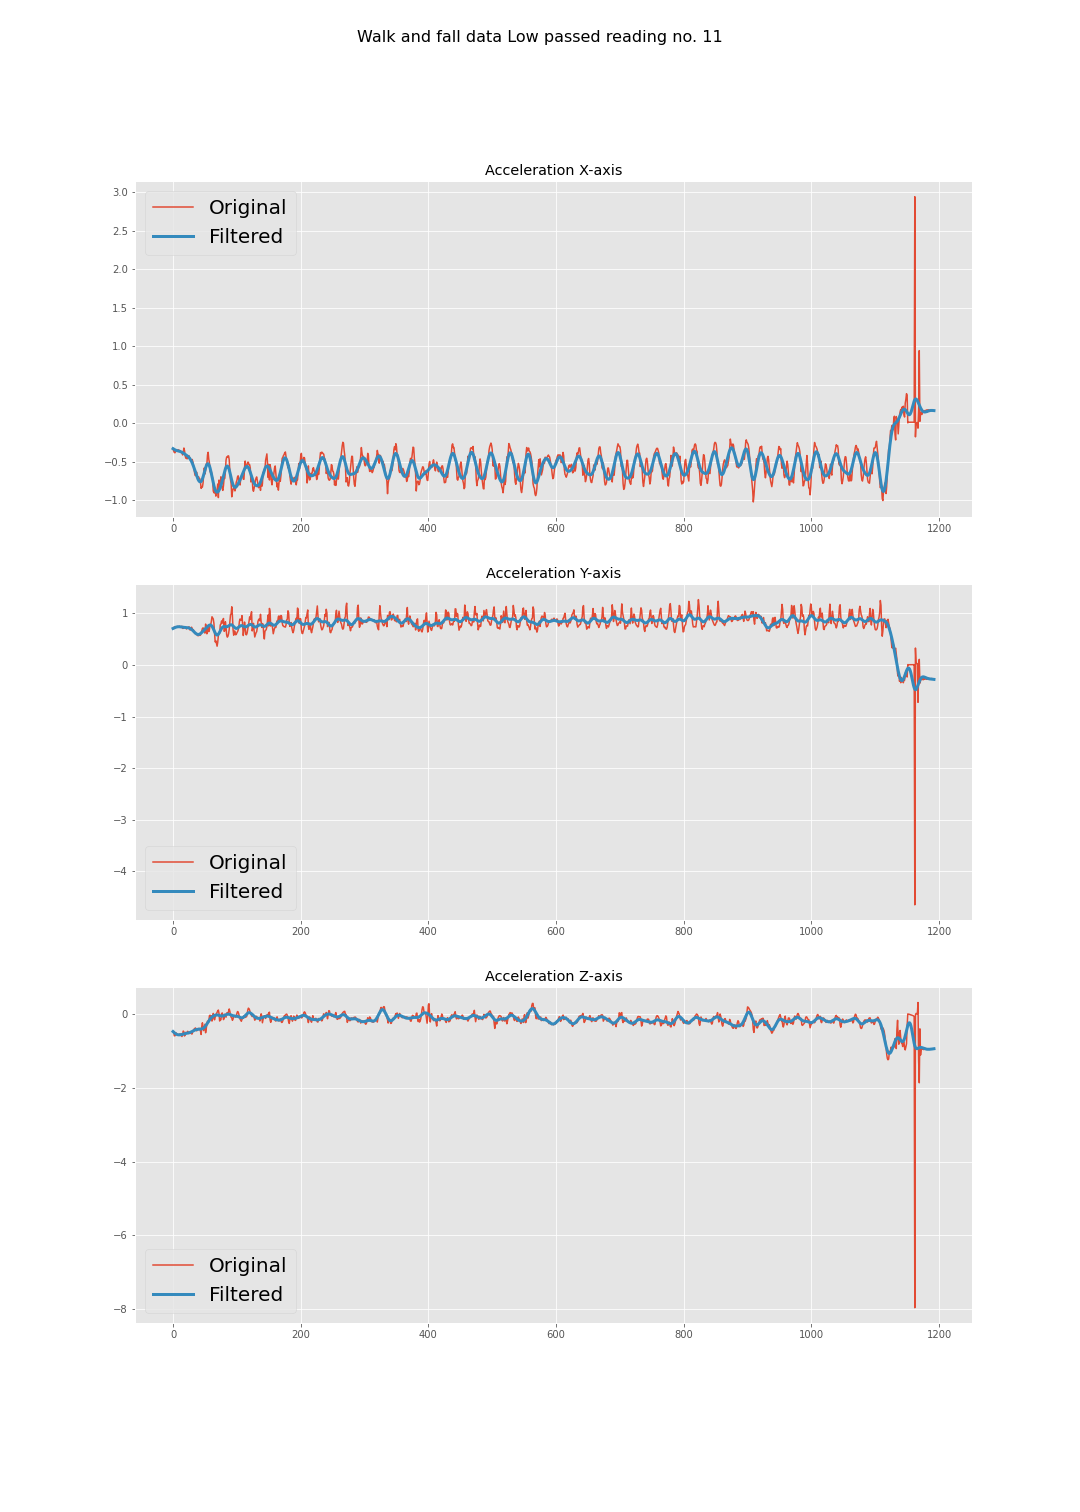 Walk and fall data Low passed reading no. 11
Acceleration X-axis
3.0
2.5
2.0
1.5
1.0
0.5
0.0
−0.5
−1.0
Original
Filtered
0 200 400 600 800 1000 1200
Acceleration Y-axis
1
0
−1
−2
−3
−4
Original
Filtered
0 200 400 600 800 1000 1200
Acceleration Z-axis
0
−2
−4
−6
−8
Original
Filtered
0 200 400 600 800 1000 1200